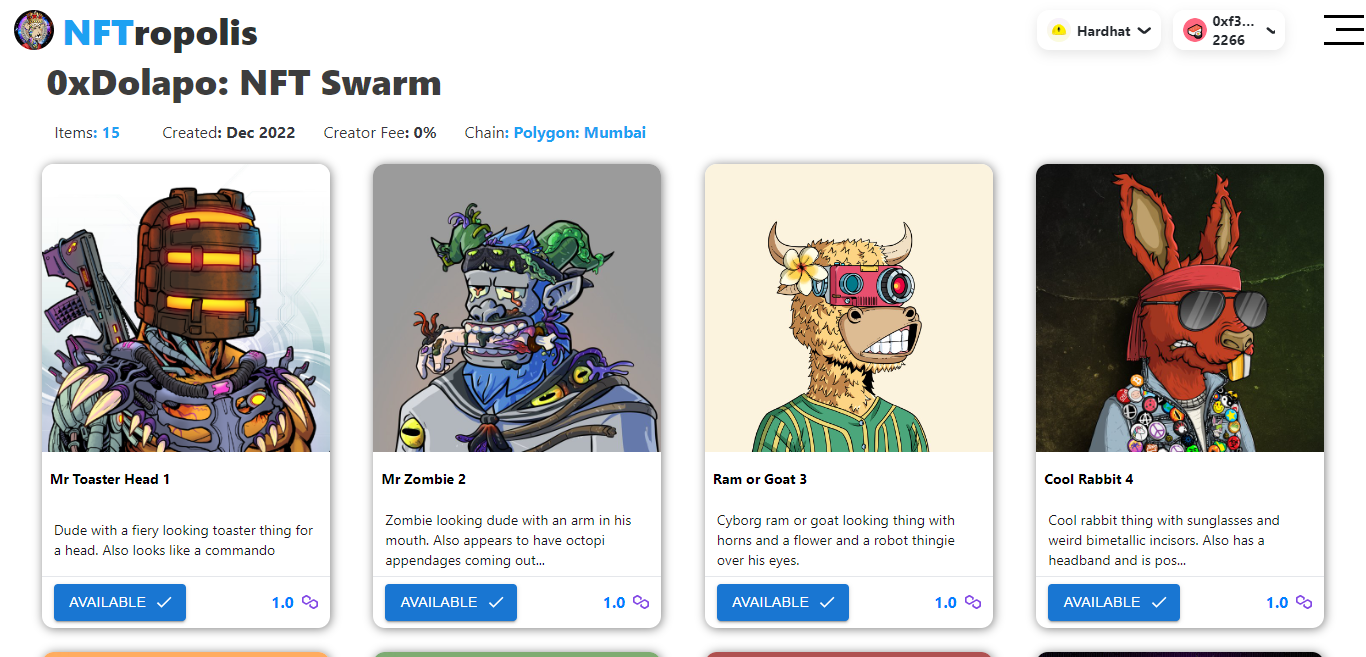 NFTropolis
Hardhat
0xf3...
2266
0xDolapo: NFT Swarm
Items: 15 Created: Dec 2022 Creator Fee: 0% Chain: Polygon: Mumbai
Mr Toaster Head 1
Dude with a fiery looking toaster thing for
a head. Also looks like a commando
AVAILABLE 1.0
Mr Zombie 2
Zombie looking dude with an arm in his
mouth. Also appears to have octopi
appendages coming out...
AVAILABLE 1.0
Ram or Goat 3
Cyborg ram or goat looking thing with
horns and a flower and a robot thingie
over his eyes.
AVAILABLE 1.0
Cool Rabbit 4
Cool rabbit thing with sunglasses and
weird bimetallic incisors. Also has a
headband and is pos...
AVAILABLE 1.0